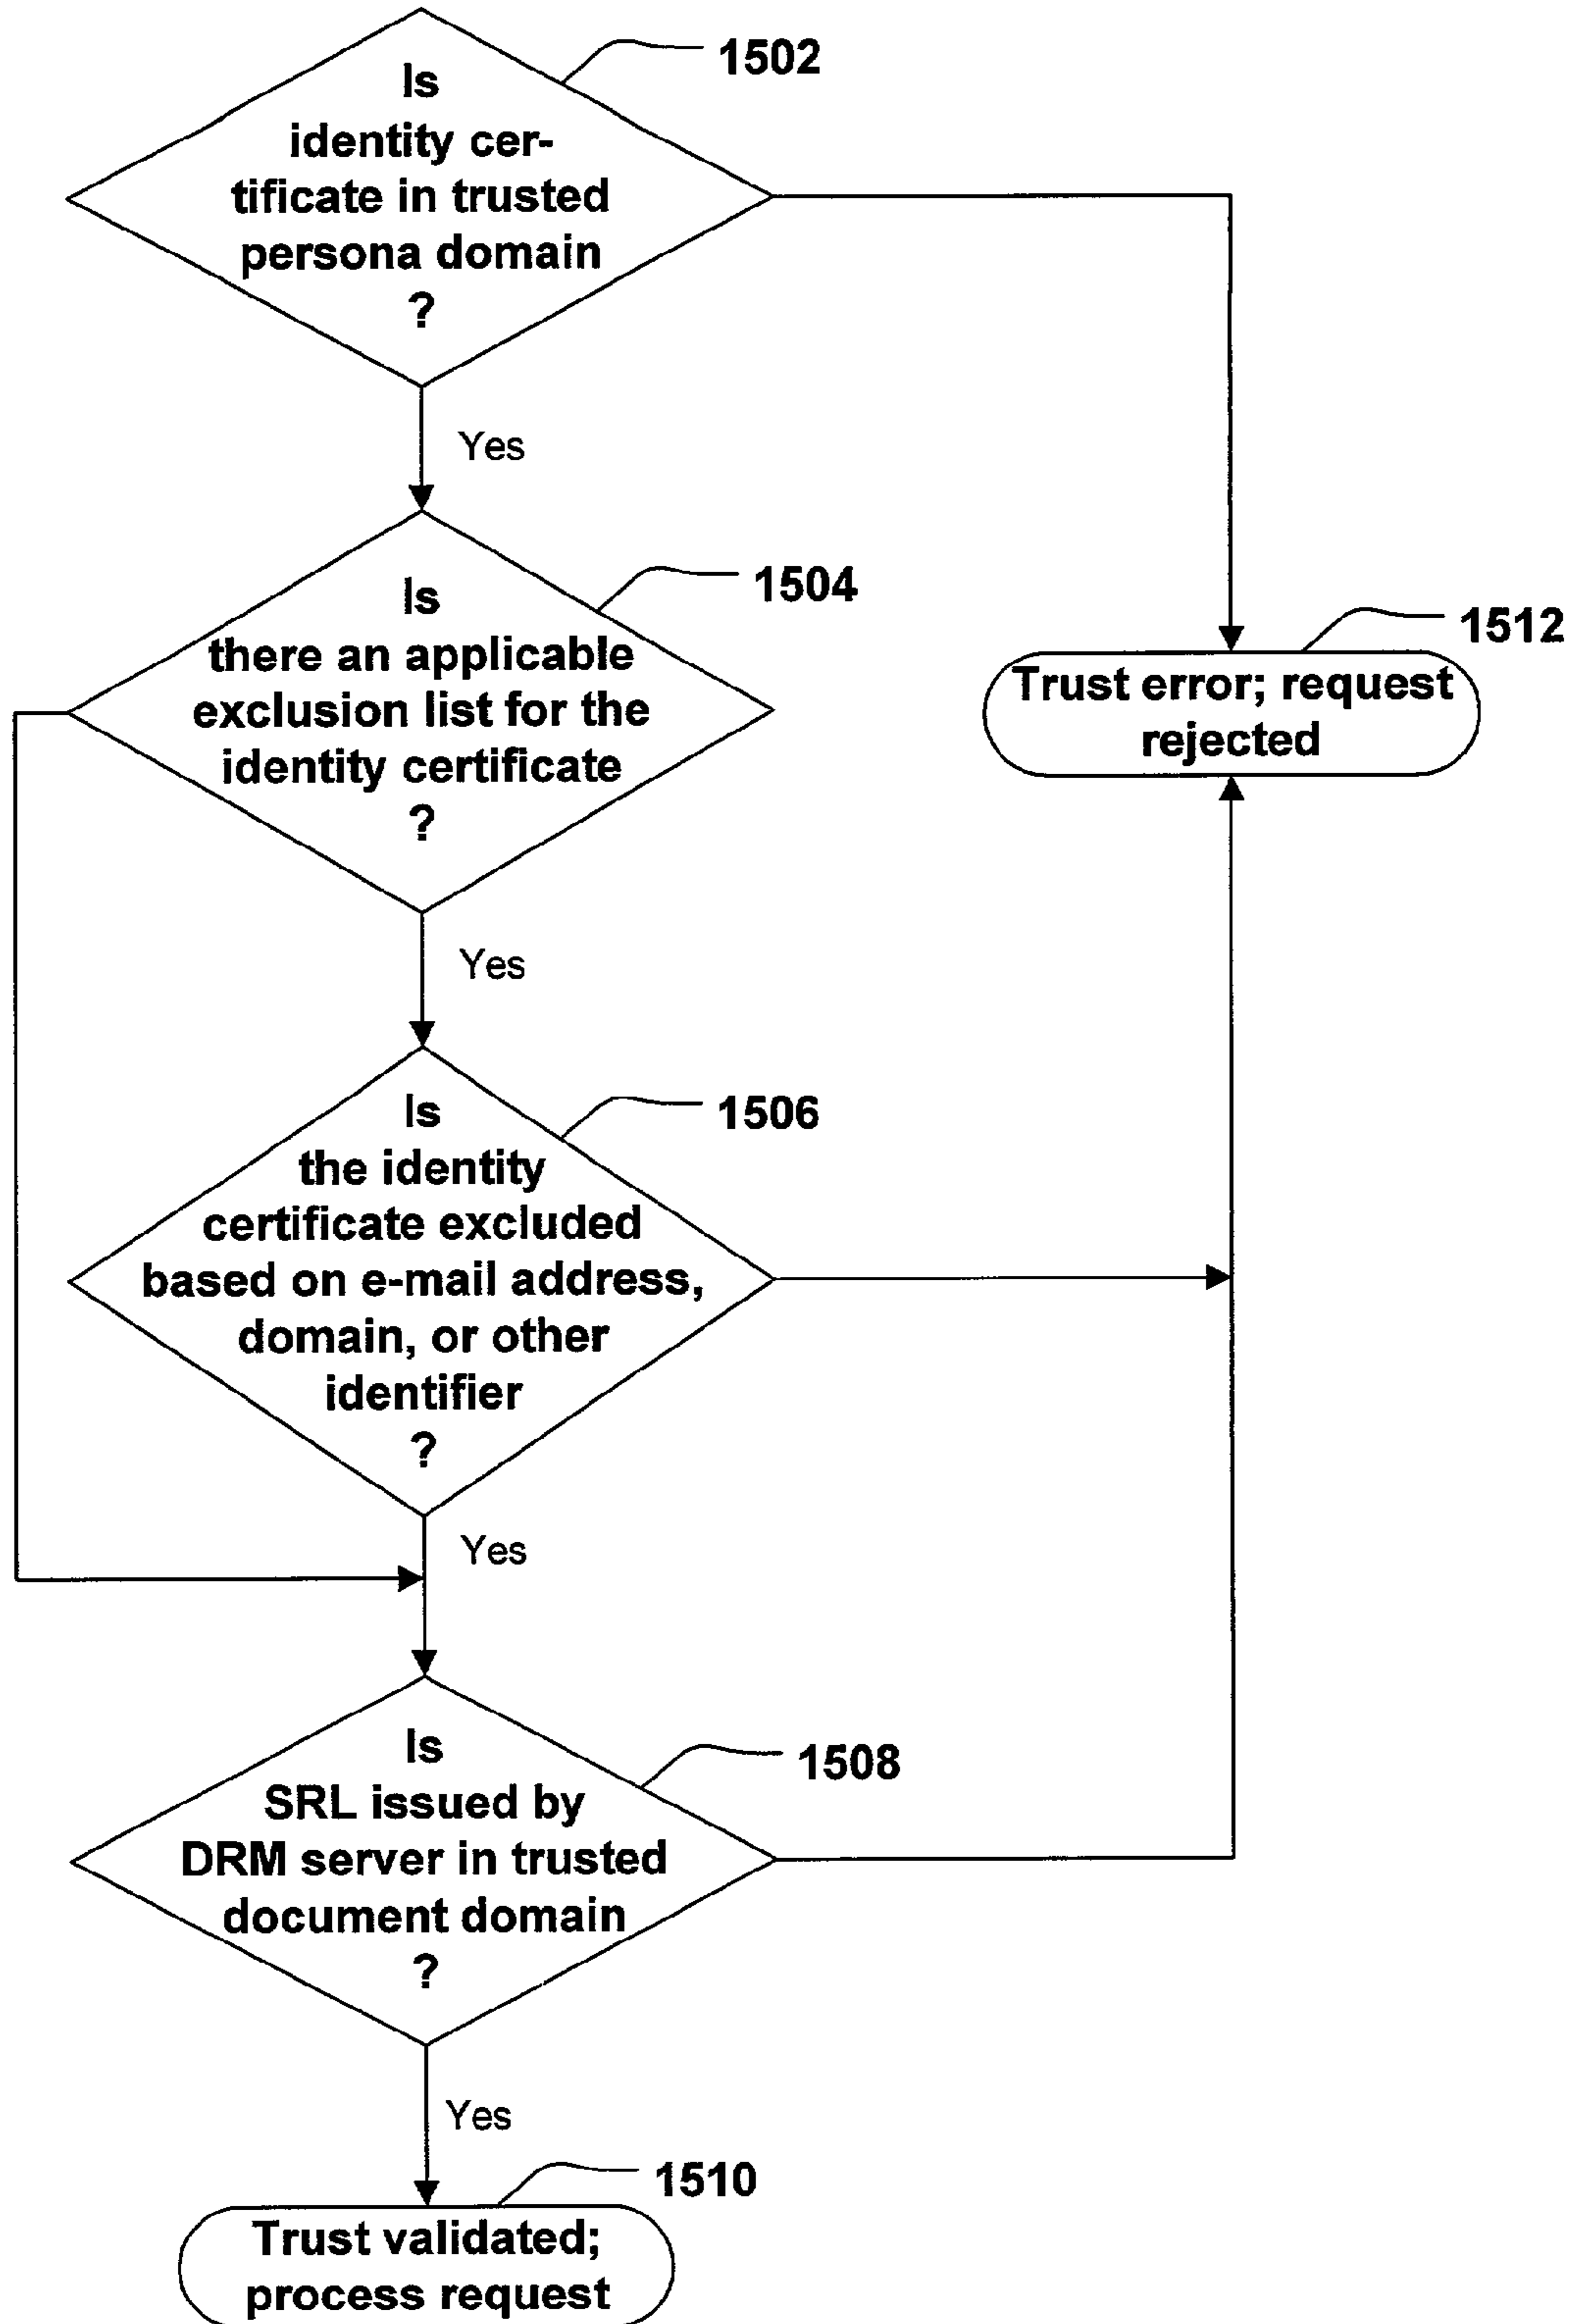 1502
Is
identity cer-
tificate in trusted
persona domain
?
Yes
1504
Is
there an applicable
exclusion list for the
identity certificate
?
1512
Trust error; request
rejected
Yes
1506
Is
the identity
certificate excluded
based on e-mail address,
domain, or other
identifier
?
Yes
1508
Is
SRL issued by
DRM server in trusted
document domain
?
Yes
1510
Trust validated;
process request